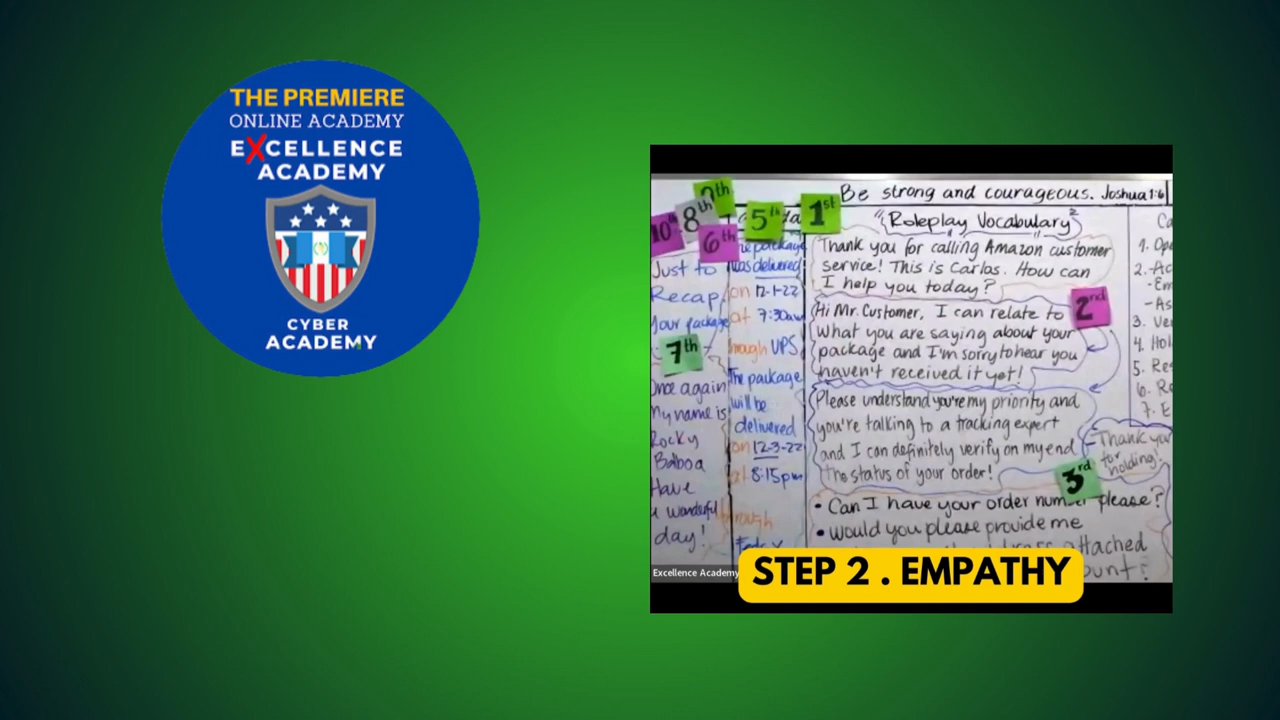 THE PREMIERE
ONLINE ACADEMY
EXCELLENCE
ACADEMY
CYBER
ACADEMY
Be strong and courageous. Joshua 1:6
"Roleplay Vocabulary"
1st
Thank you for calling Amazon customer
service! This is Carlos. How can
I help you today?
2nd
Hi Mr. Customer, I can relate to
what you are saying about your
package and I'm sorry to hear you
haven't received it yet!
Please understand you're my priority and
you're talking to a tracking expert
and I can definitely verify on my end
the status of your order!
3rd
Thank you
for
holding!
• Can I have your order number please?
• Would you please provide me
attached
10th
8th
6th
5th
Just to
Recap,
Your package
7th
Once again
My name is
Rocky
Balboa
Have
a wonderful
day!
The package
was delivered
on 12-1-22
at 7:30am
through UPS
The package
will be
delivered
on 12-3-22
at 8:15pm
through
1.
2.
3.
4.
5.
6.
7.
Excellence Academy
STEP 2 . EMPATHY